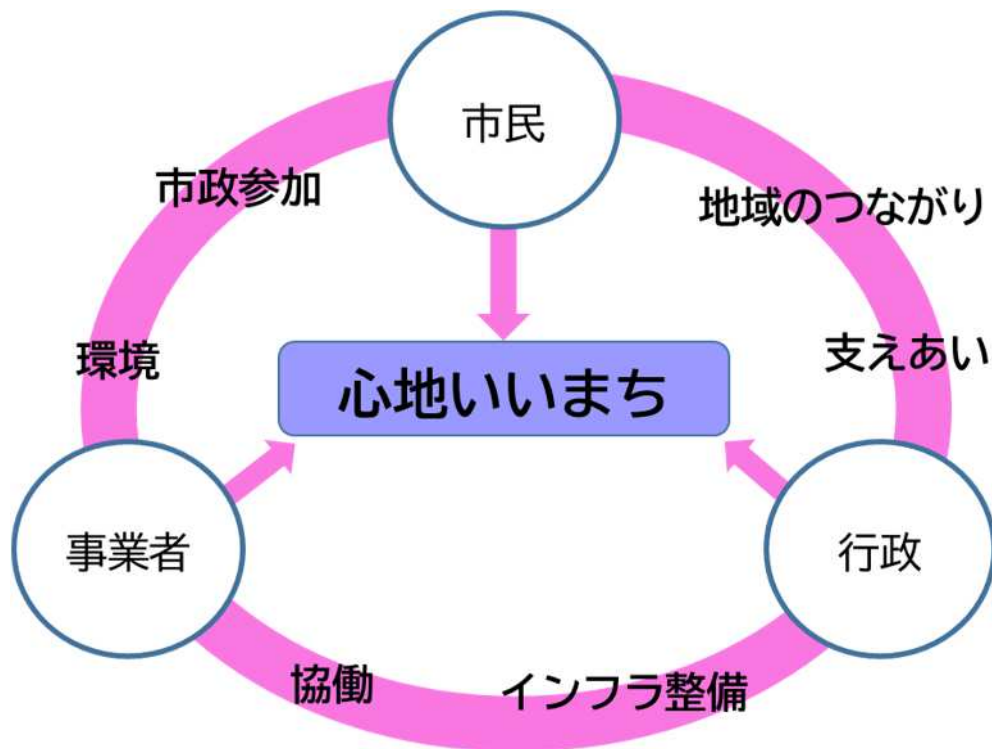 市民
市政参加
地域のつながり
環境
支えあい
心地いいまち
事業者
行政
協働
インフラ整備